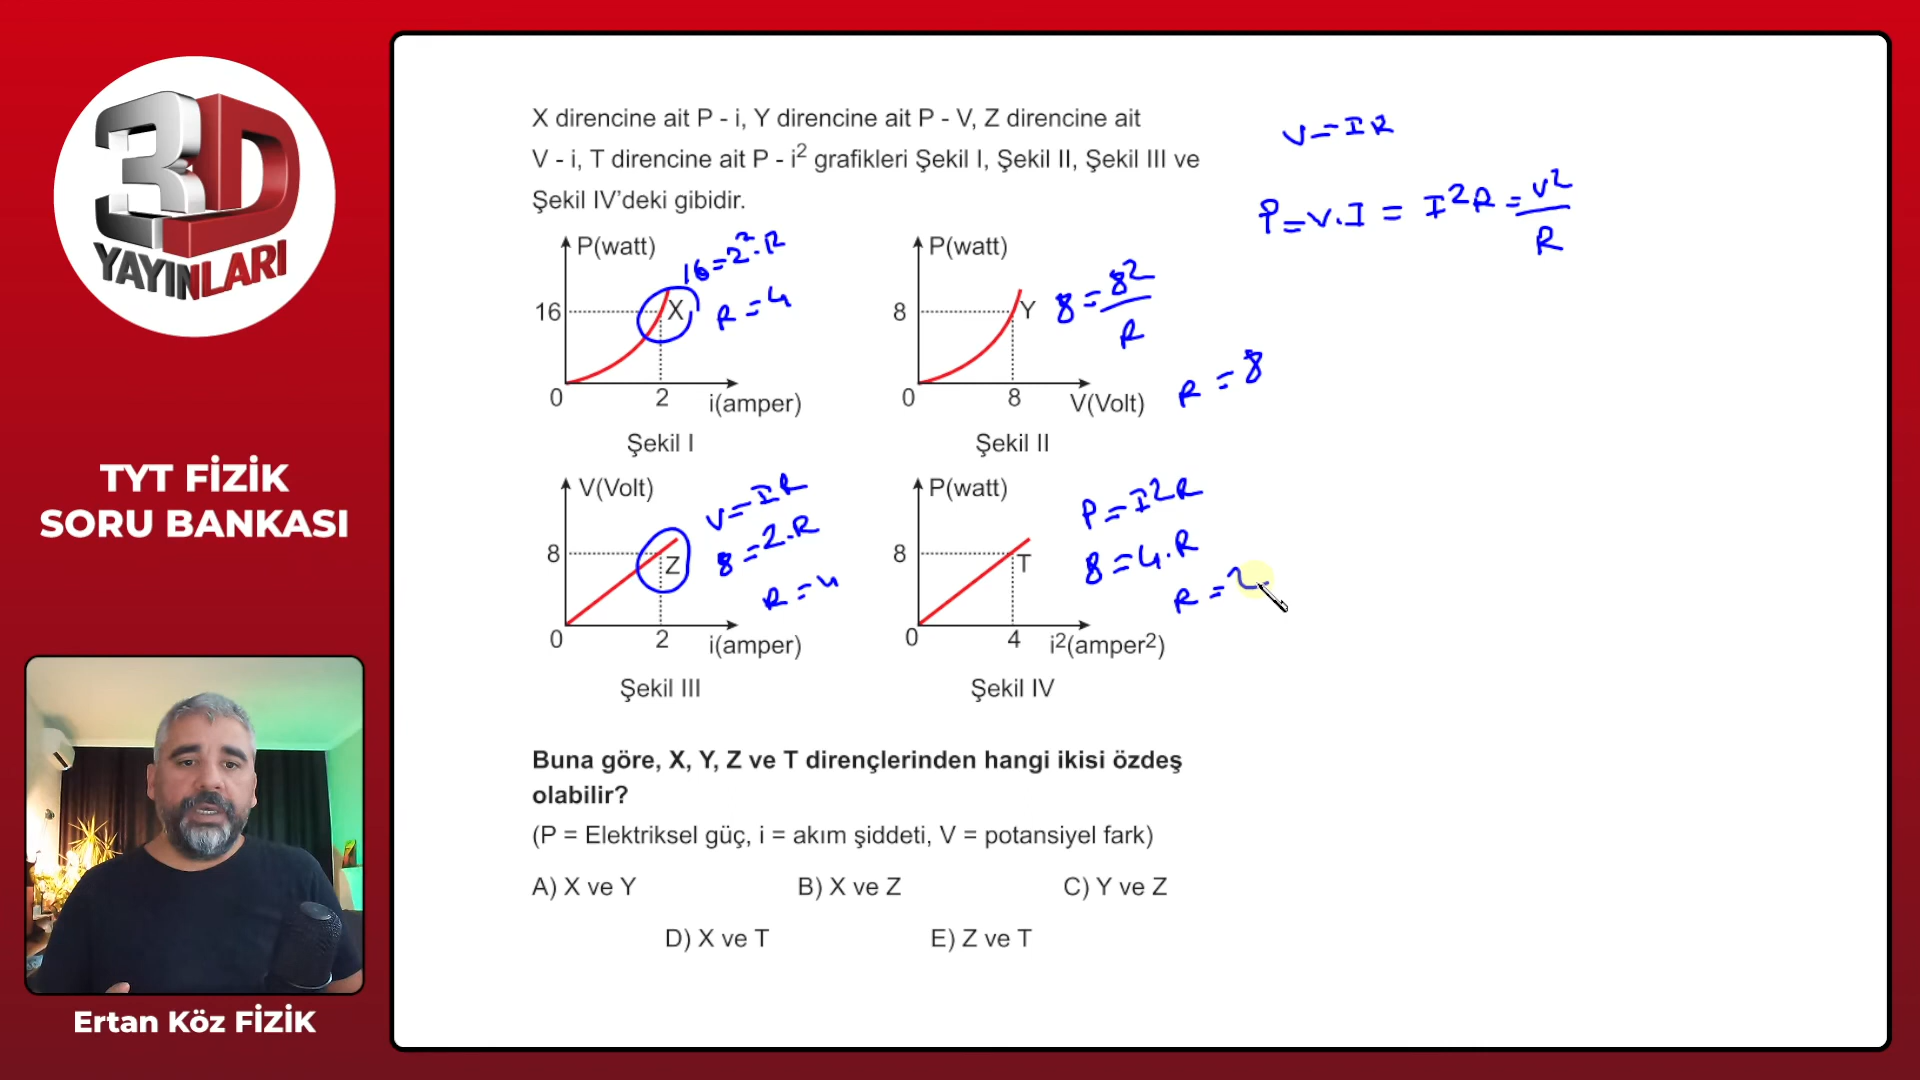 3D
YAYINLARI
TYT FİZİK
SORU BANKASI
Ertan Köz FİZİK
X direncine ait P - i, Y direncine ait P - V, Z direncine ait
V - i, T direncine ait P - i² grafikleri Şekil I, Şekil II, Şekil III ve
Şekil IV'deki gibidir.
V = I R
P = V.I = I²R = V²/R
P(watt)
16
X
0
2
i(amper)
Şekil I
16 = 2².R
R = 4
P(watt)
8
Y
0
8
V(Volt)
Şekil II
8 = 8²/R
R = 8
V(Volt)
8
Z
0
2
i(amper)
Şekil III
V = I R
8 = 2.R
R = 4
P(watt)
8
T
0
4
i²(amper²)
Şekil IV
P = I²R
8 = 4.R
R = 2
Buna göre, X, Y, Z ve T dirençlerinden hangi ikisi özdeş
olabilir?
(P = Elektriksel güç, i = akım şiddeti, V = potansiyel fark)
A) X ve Y
B) X ve Z
C) Y ve Z
D) X ve T
E) Z ve T